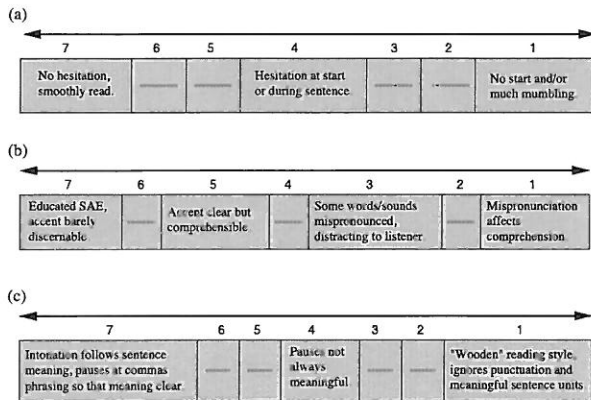 (a)
7 6 5 4 3 2 1
No hesitation, Hesitation at start No start and/or
smoothly read. or during sentence. much mumbling.
(b)
7 6 5 4 3 2 1
Educated SAE, Accent clear but Some words/sounds Mispronunciation
accent barely comprehensible mispronounced, affects
discernable distracting to listener comprehension
(c)
7 6 5 4 3 2 1
Intonation follows sentence Pauses not "Wooden" reading style,
meaning, pauses at commas always ignores punctuation and
phrasing so that meaning clear. meaningful meaningful sentence units